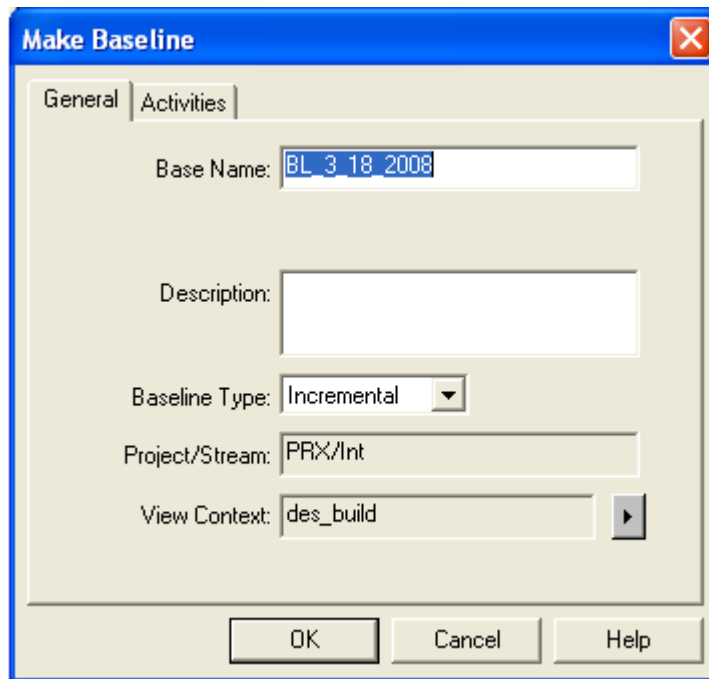 Make Baseline
General Activities
Base Name: BL_3_18_2008
Description:
Baseline Type: Incremental
Project/Stream: PRX/Int
View Context: des_build
OK Cancel Help